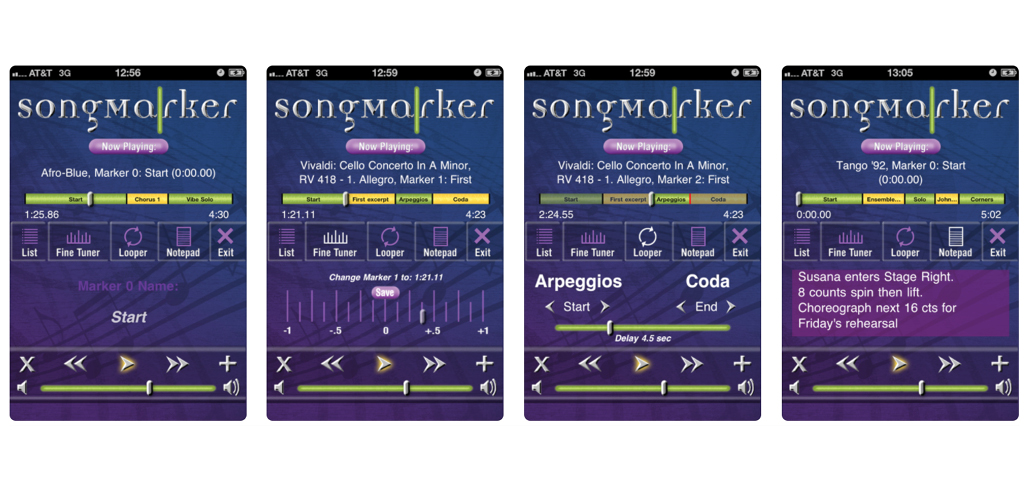 AT&T 3G 12:56
songmarker
Now Playing:
Afro-Blue, Marker 0: Start (0:00.00)
Start Chorus 1 Vibe Solo
1:25.86 4:30
List Fine Tuner Looper Notepad Exit
Marker 0 Name:
Start
AT&T 3G 12:59
songmarker
Now Playing:
Vivaldi: Cello Concerto In A Minor,
RV 418 - 1. Allegro, Marker 1: First
Start First excerpt Arpeggios Coda
1:21.11 4:23
List Fine Tuner Looper Notepad Exit
Change Marker 1 to: 1:21.11
Save
-1 -.5 0 +.5 +1
AT&T 3G 12:59
songmarker
Now Playing:
Vivaldi: Cello Concerto In A Minor,
RV 418 - 1. Allegro, Marker 2: First
Start First excerpt Arpeggios Coda
2:24.55 4:23
List Fine Tuner Looper Notepad Exit
Arpeggios Coda
Start End
Delay 4.5 sec
AT&T 3G 13:05
songmarker
Now Playing:
Tango '92, Marker 0: Start
(0:00.00)
Start Ensemble... Solo John... Corners
0:00.00 5:02
List Fine Tuner Looper Notepad Exit
Susana enters Stage Right.
8 counts spin then lift.
Choreograph next 16 cts for
Friday's rehearsal